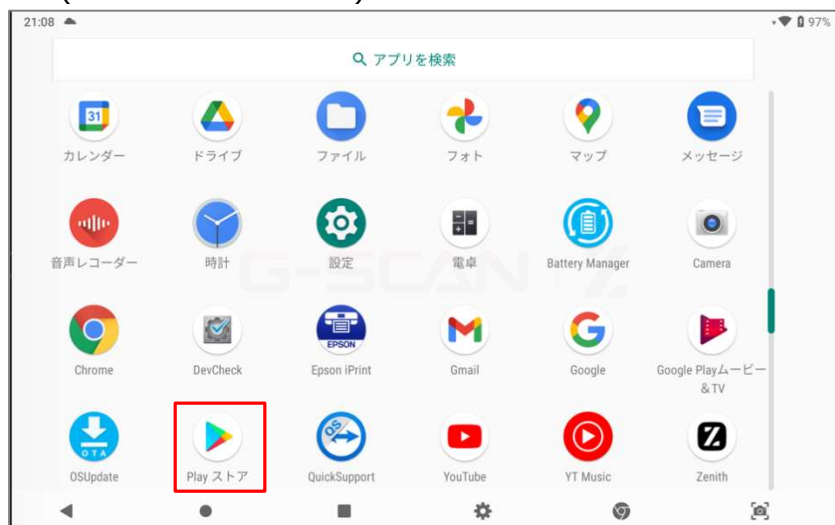 21:08
97%
アプリを検索
31
カレンダー
ドライブ
ファイル
フォト
マップ
メッセージ
音声レコーダー
時計
設定
電卓
Battery Manager
Camera
G-SCAN Z
EPSON
Chrome
DevCheck
Epson iPrint
Gmail
Google
Google Playムービー
& TV
OTA
QS
Z
OSUpdate
Play ストア
QuickSupport
YouTube
YT Music
Zenith